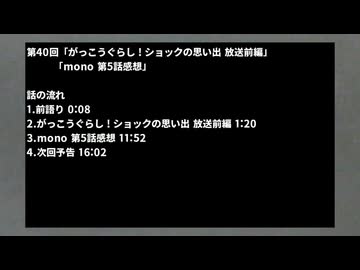 第40回「がっこうぐらし！ショックの思い出 放送前編」
「mono 第5話感想」
話の流れ
1.前語り 0:08
2.がっこうぐらし！ショックの思い出 放送前編 1:20
3.mono 第5話感想 11:52
4.次回予告 16:02